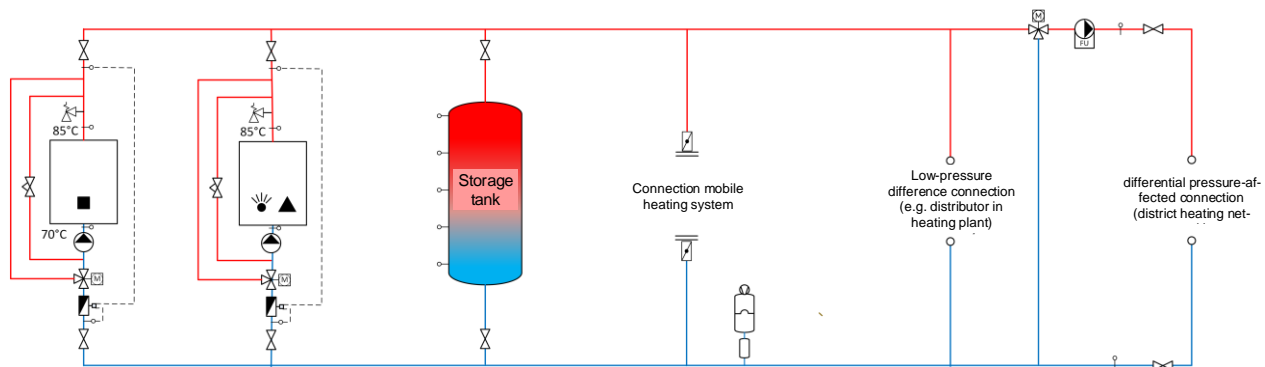 M
FU
85°C
85°C
Storage
tank
Connection mobile
heating system
Low-pressure
difference connection
(e.g. distributor in
heating plant)
differential pressure-af-
fected connection
(district heating net-
70°C
M
M